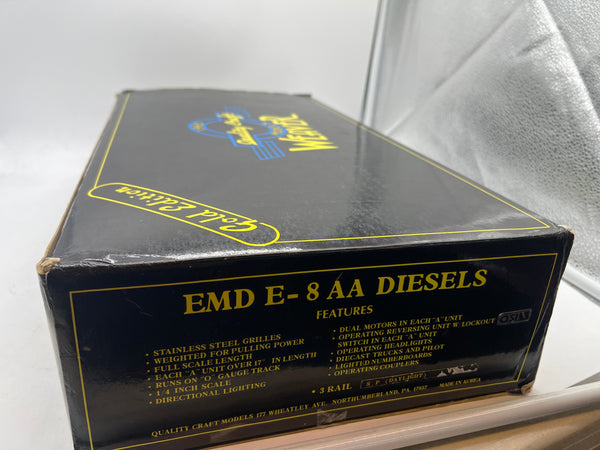 WEAVER
Quality Craft
Gold Edition
EMD E-8 AA DIESELS
FEATURES
• STAINLESS STEEL GRILLES
• WEIGHTED FOR PULLING POWER
• FULL SCALE LENGTH
• EACH "A" UNIT OVER 17" IN LENGTH
• RUNS ON "O" GAUGE TRACK
• 1/4 INCH SCALE
• DIRECTIONAL LIGHTING
• DUAL MOTORS IN EACH "A" UNIT
• OPERATING REVERSING UNIT W/ LOCKOUT
SWITCH IN EACH "A" UNIT
• OPERATING HEADLIGHTS
• DIECAST TRUCKS AND PILOT
• LIGHTED NUMBERBOARDS
• OPERATING COUPLERS
• 3 RAIL
S.P. (DAYLIGHT)
MADE IN KOREA
QUALITY CRAFT MODELS 177 WHEATLEY AVE. NORTHUMBERLAND, PA. 17857